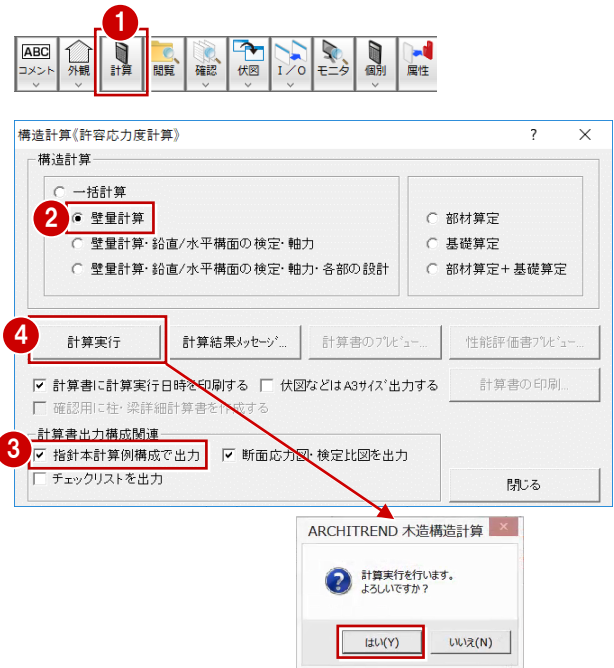 1
ABC
コメント 外観 計算 閲覧 確認 伏図 I/O モニタ 個別 属性
構造計算《許容応力度計算》 ? ×
構造計算
一括計算
2 壁量計算
壁量計算・鉛直/水平構面の検定・軸力
壁量計算・鉛直/水平構面の検定・軸力・各部の設計
部材算定
基礎算定
部材算定+基礎算定
4 計算実行 計算結果メッセージ... 計算書のプレビュー... 性能評価書プレビュー...
計算書に計算実行日時を印刷する 伏図などはA3サイズ出力する 計算書の印刷...
確認用に柱・梁詳細計算書を作成する
計算書出力構成関連
3 指針本計算例構成で出力 断面応力図・検定比図を出力
チェックリストを出力
閉じる
ARCHITREND 木造構造計算 ×
? 計算実行を行います。
よろしいですか?
はい(Y) いいえ(N)